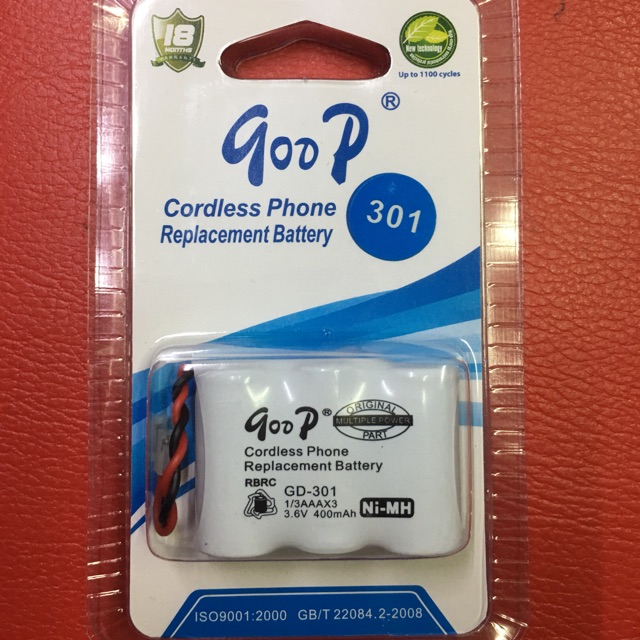 18
MONTHS
New technology
Up to 1100 cycles
goop®
Cordless Phone
Replacement Battery
301
goop®
ORIGINAL
MULTIPLE POWER
PART
Cordless Phone
Replacement Battery
RBRC
GD-301
1/3AAAX3
3.6V 400mAh
Ni-MH
ISO9001:2000 GB/T 22084.2-2008